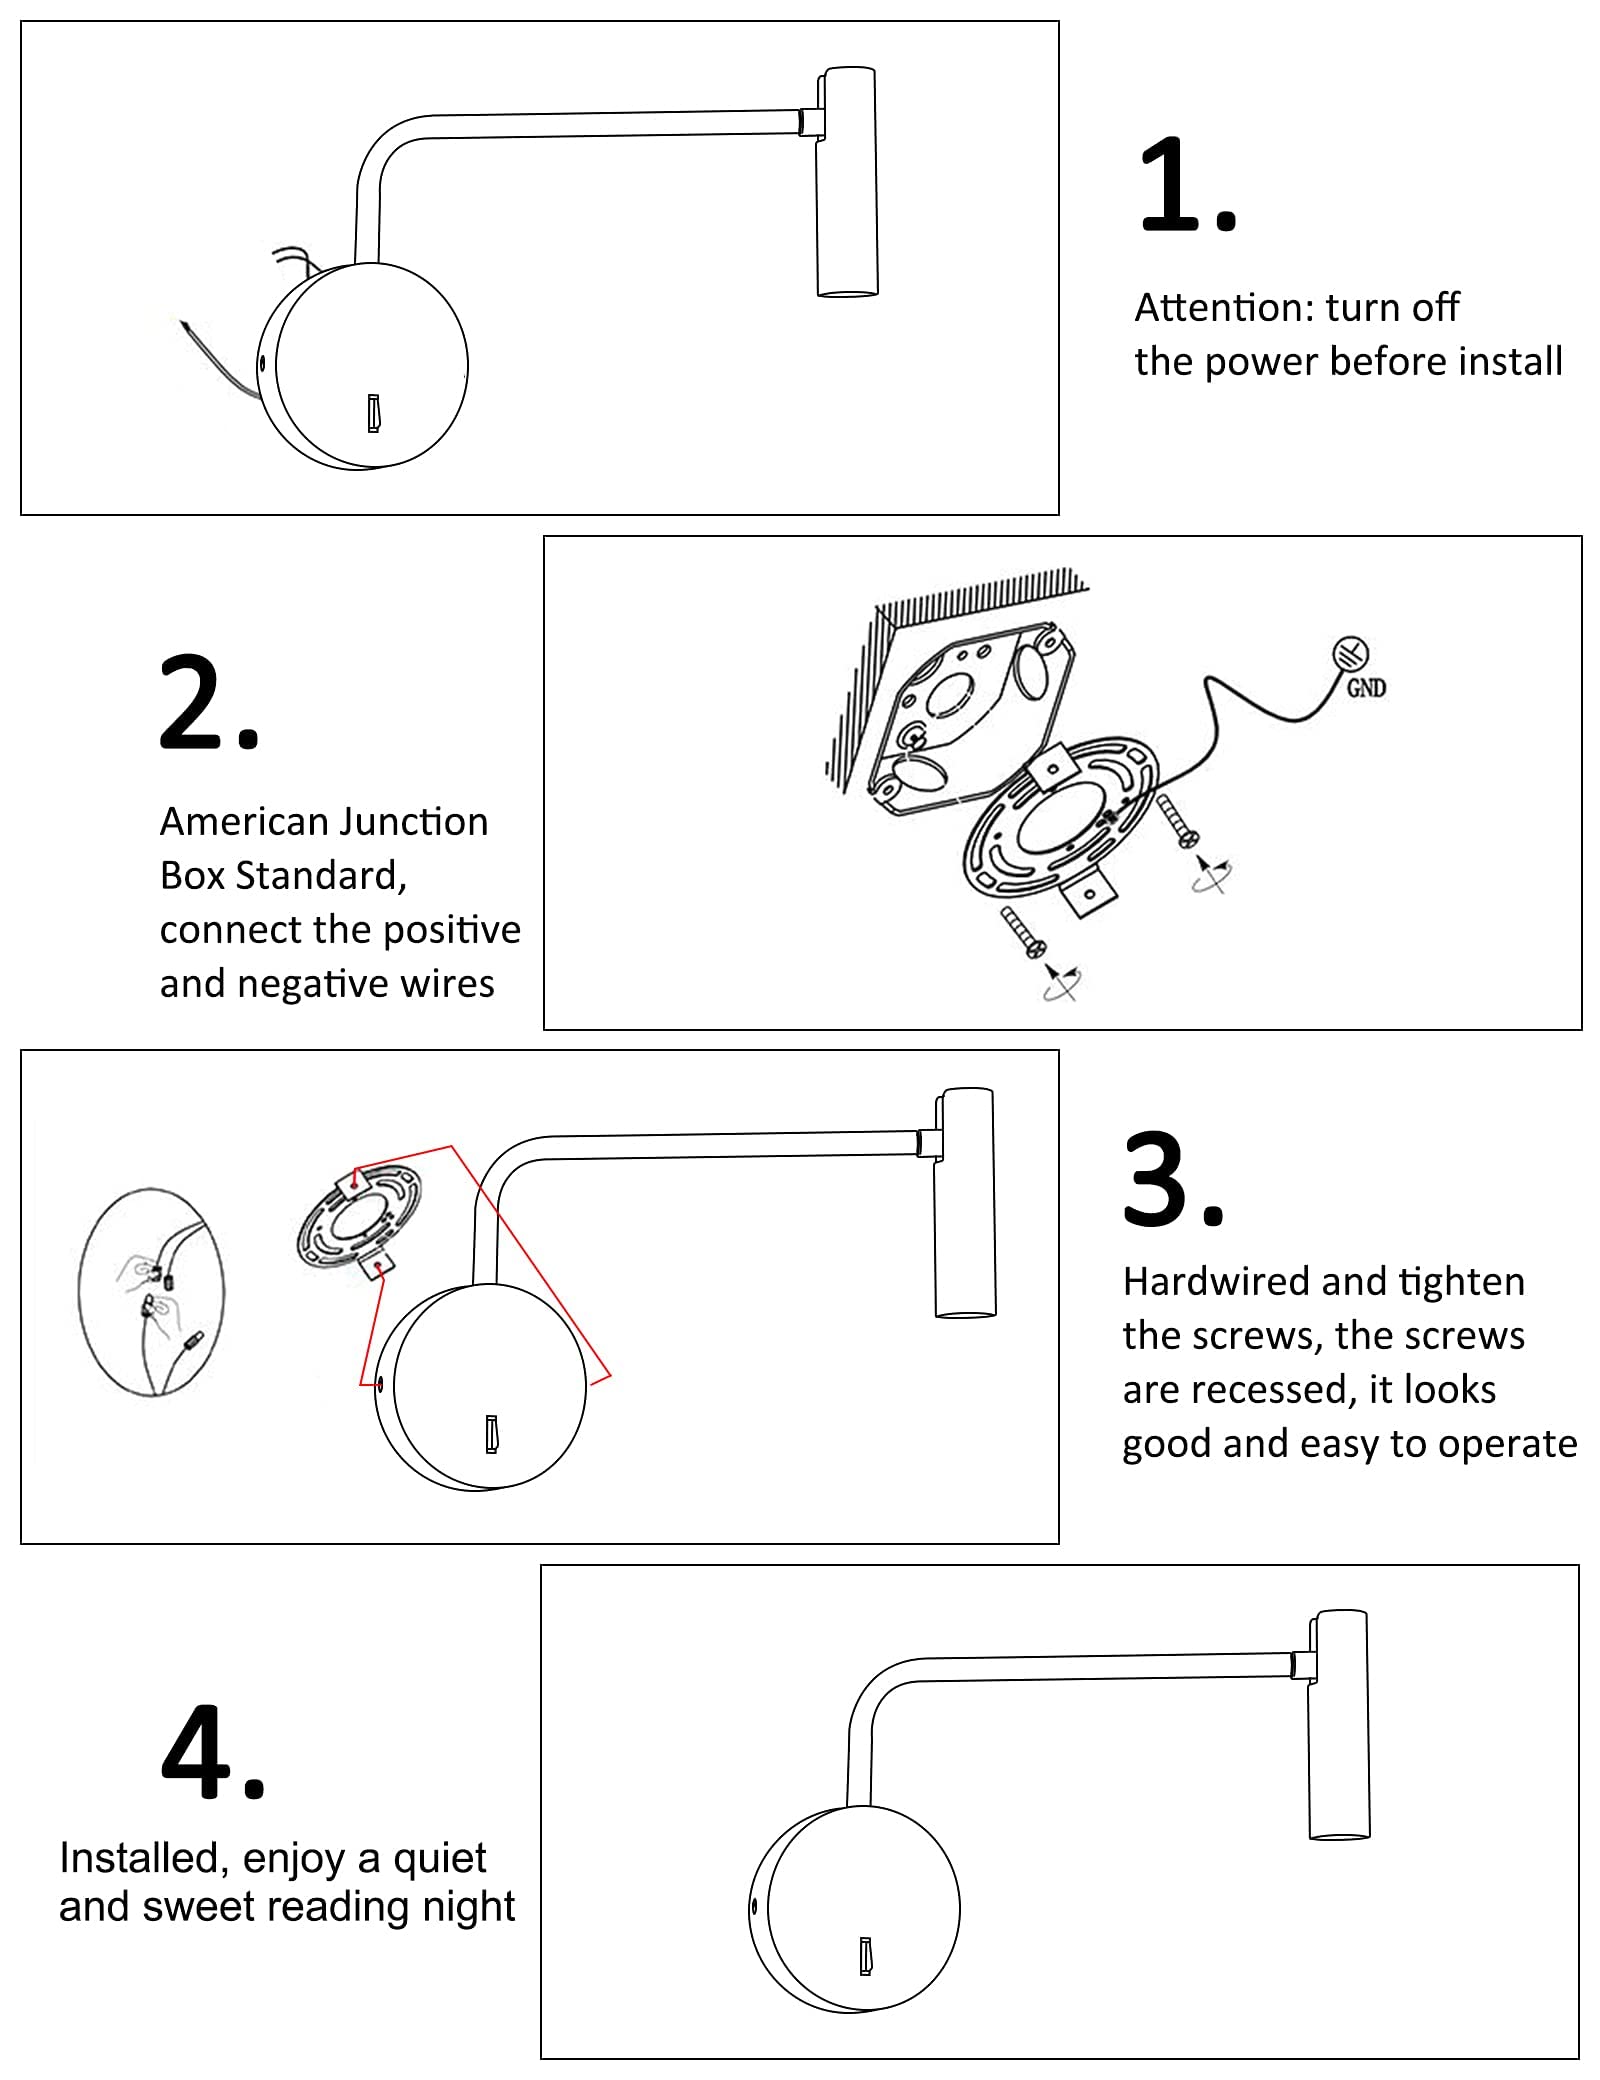 1.
Attention: turn off
the power before install
2.
American Junction
Box Standard,
connect the positive
and negative wires
GND
3.
Hardwired and tighten
the screws, the screws
are recessed, it looks
good and easy to operate
4.
Installed, enjoy a quiet
and sweet reading night